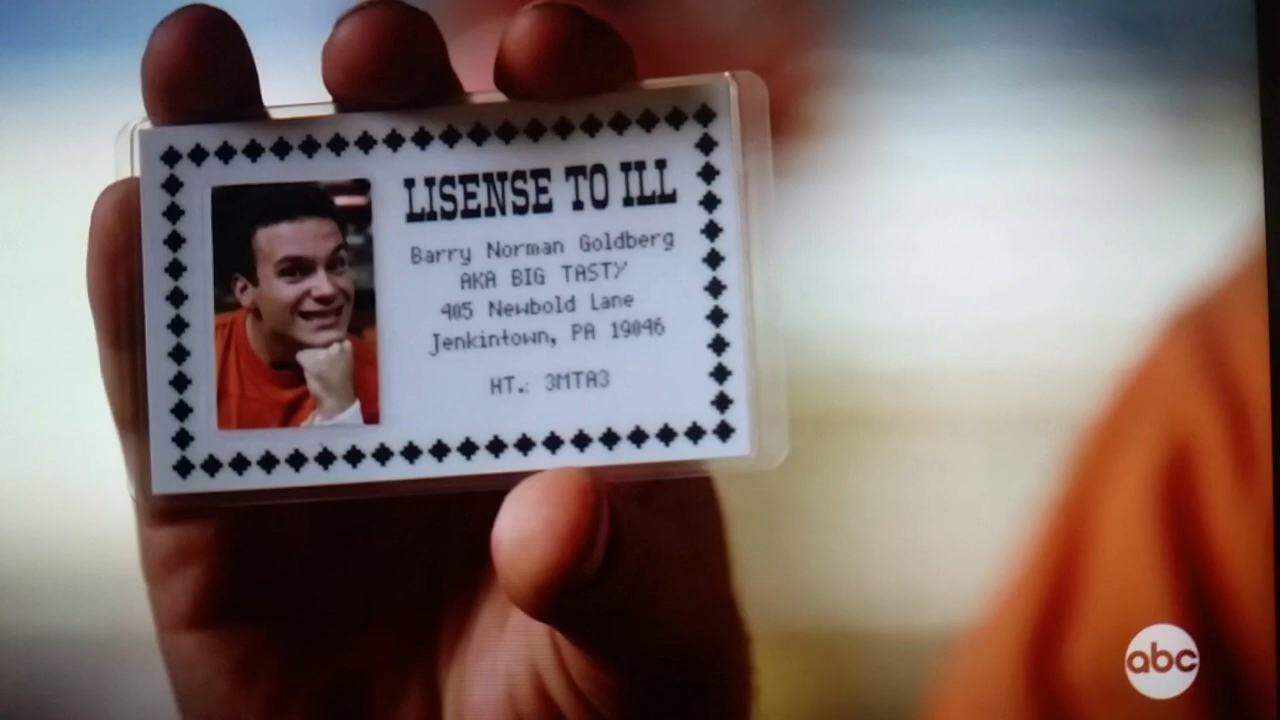 LISENSE TO ILL
Barry Norman Goldberg
AKA BIG TASTY
405 Newbold Lane
Jenkintown, PA 19046
HT.: 3MTA3
abc